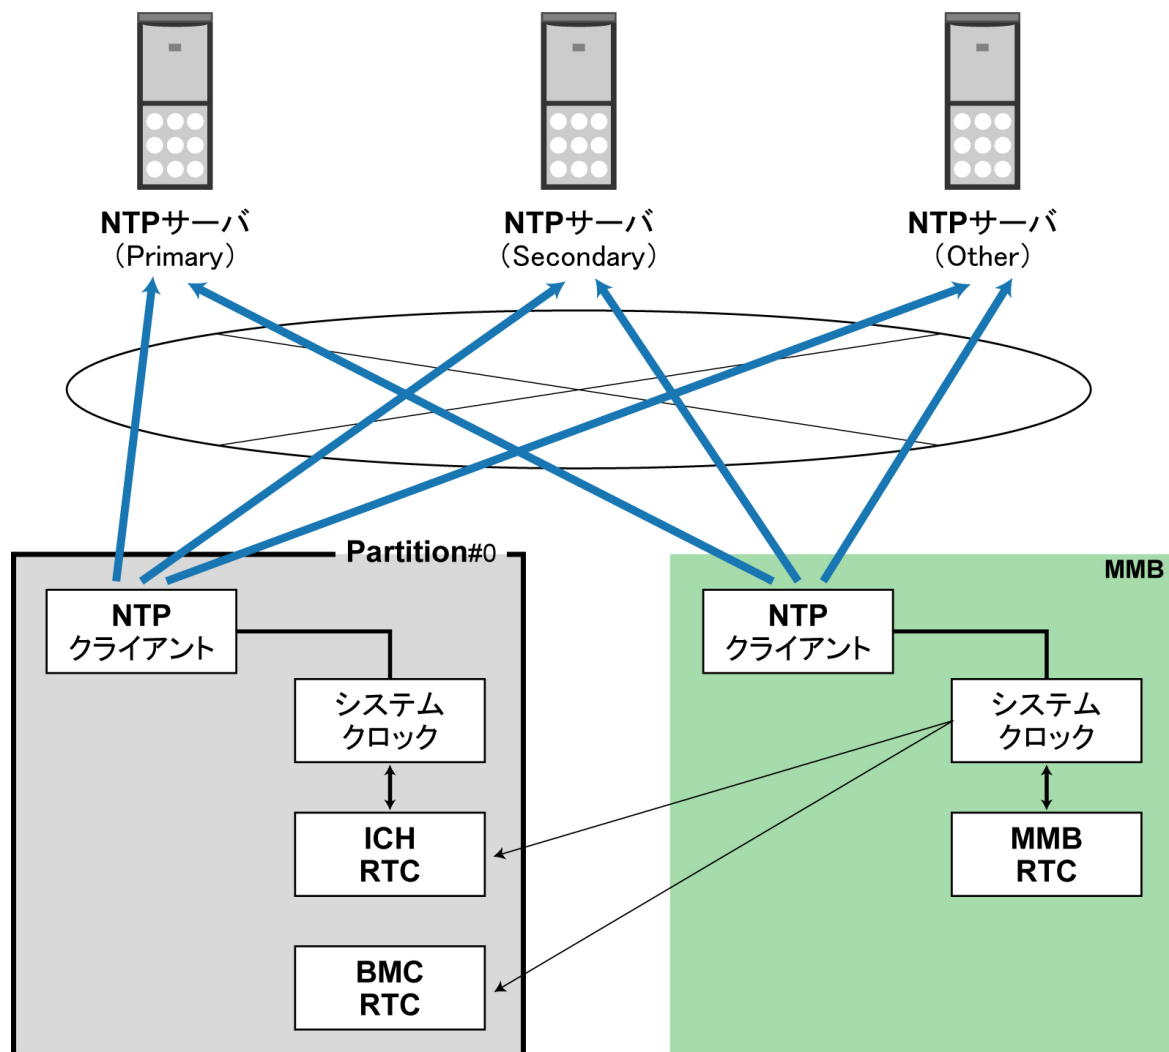 NTPサーバ
（Primary）
NTPサーバ
（Secondary）
NTPサーバ
（Other）
Partition#0
NTP
クライアント
システム
クロック
ICH
RTC
BMC
RTC
MMB
NTP
クライアント
システム
クロック
MMB
RTC